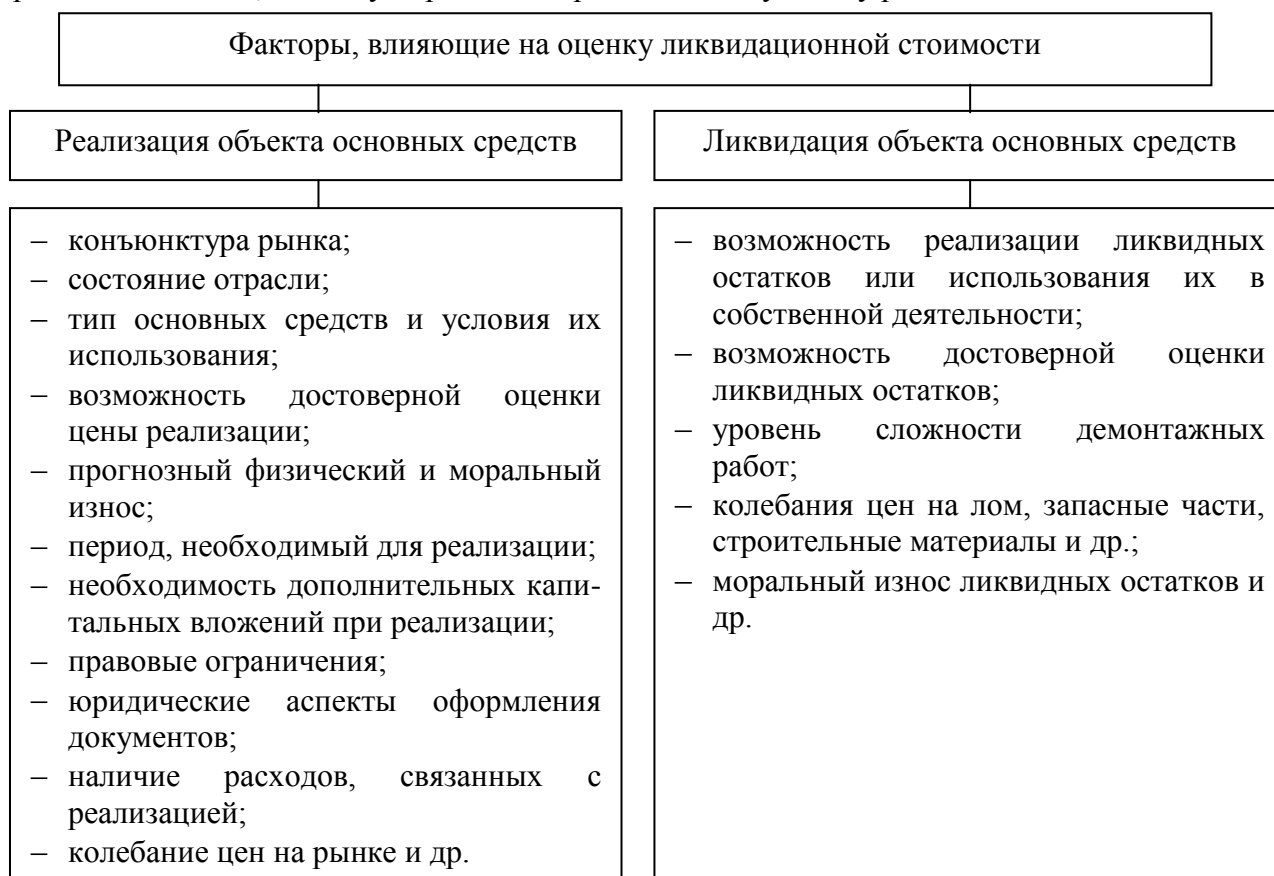 Факторы, влияющие на оценку ликвидационной стоимости
Реализация объекта основных средств
Ликвидация объекта основных средств
– конъюнктура рынка;
– состояние отрасли;
– тип основных средств и условия их
использования;
– возможность достоверной оценки
цены реализации;
– прогнозный физический и моральный
износ;
– период, необходимый для реализации;
– необходимость дополнительных капи-
тальных вложений при реализации;
– правовые ограничения;
– юридические аспекты оформления
документов;
– наличие расходов, связанных с
реализацией;
– колебание цен на рынке и др.
– возможность реализации ликвидных
остатков или использования их в
собственной деятельности;
– возможность достоверной оценки
ликвидных остатков;
– уровень сложности демонтажных
работ;
– колебания цен на лом, запасные части,
строительные материалы и др.;
– моральный износ ликвидных остатков и
др.